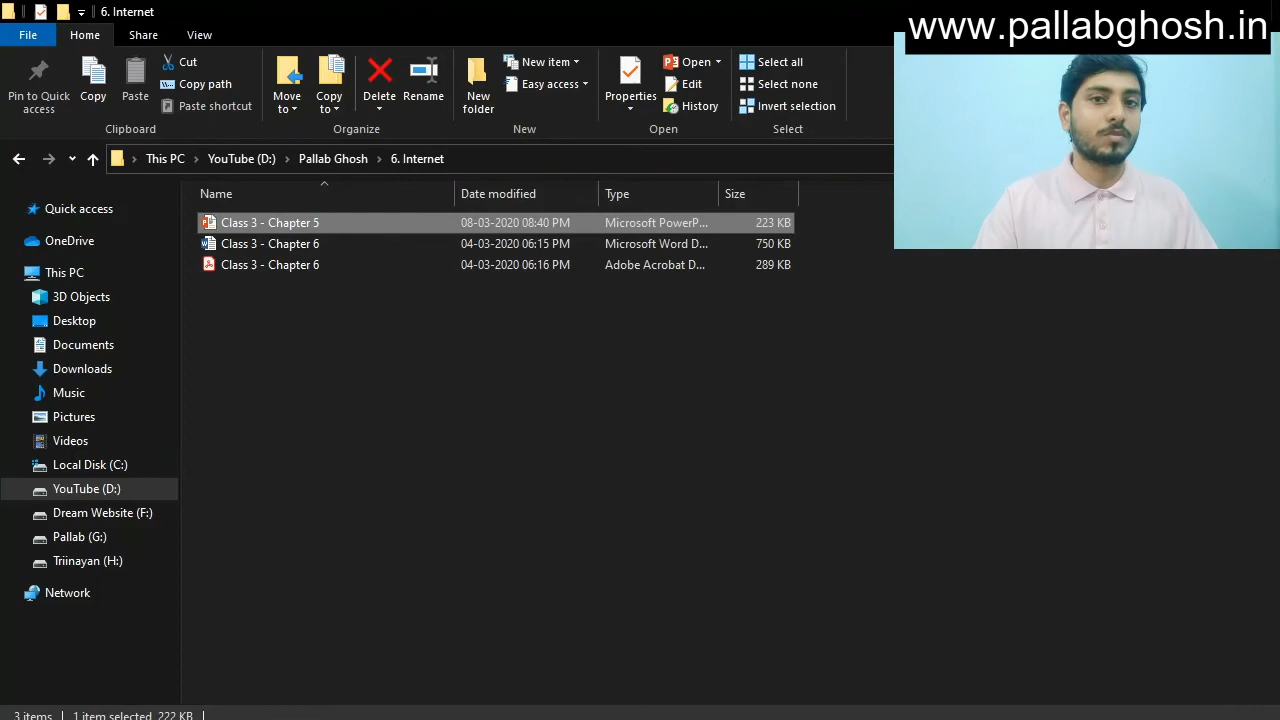 6. Internet
www.pallabghosh.in
File
Home
Share
View
Pin to Quick access
Copy
Paste
Cut
Copy path
Paste shortcut
Move to
Copy to
Delete
Rename
New folder
New item
Easy access
Properties
Open
Edit
History
Select all
Select none
Invert selection
Clipboard
Organize
New
Open
Select
This PC > YouTube (D:) > Pallab Ghosh > 6. Internet
Name Date modified Type Size
Class 3 - Chapter 5 08-03-2020 08:40 PM Microsoft PowerP... 223 KB
Class 3 - Chapter 6 04-03-2020 06:15 PM Microsoft Word D... 750 KB
Class 3 - Chapter 6 04-03-2020 06:16 PM Adobe Acrobat D... 289 KB
Quick access
OneDrive
This PC
3D Objects
Desktop
Documents
Downloads
Music
Pictures
Videos
Local Disk (C:)
YouTube (D:)
Dream Website (F:)
Pallab (G:)
Triinayan (H:)
Network
3 items 1 item selected 222 KB